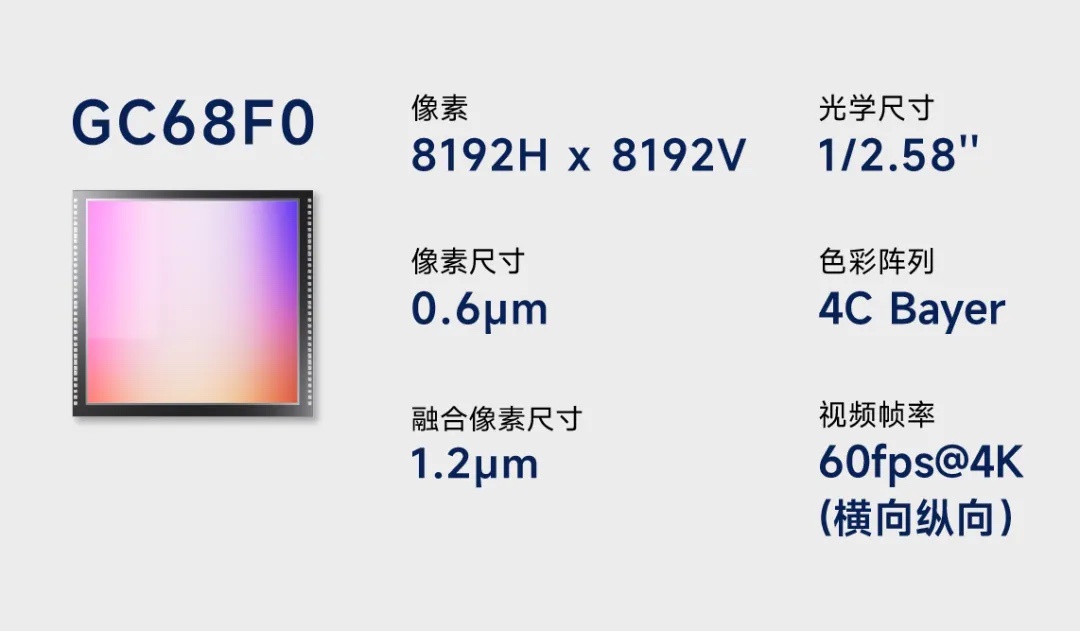 GC68F0
像素
8192H x 8192V
光学尺寸
1/2.58''
像素尺寸
0.6μm
色彩阵列
4C Bayer
融合像素尺寸
1.2μm
视频帧率
60fps@4K
(横向纵向)